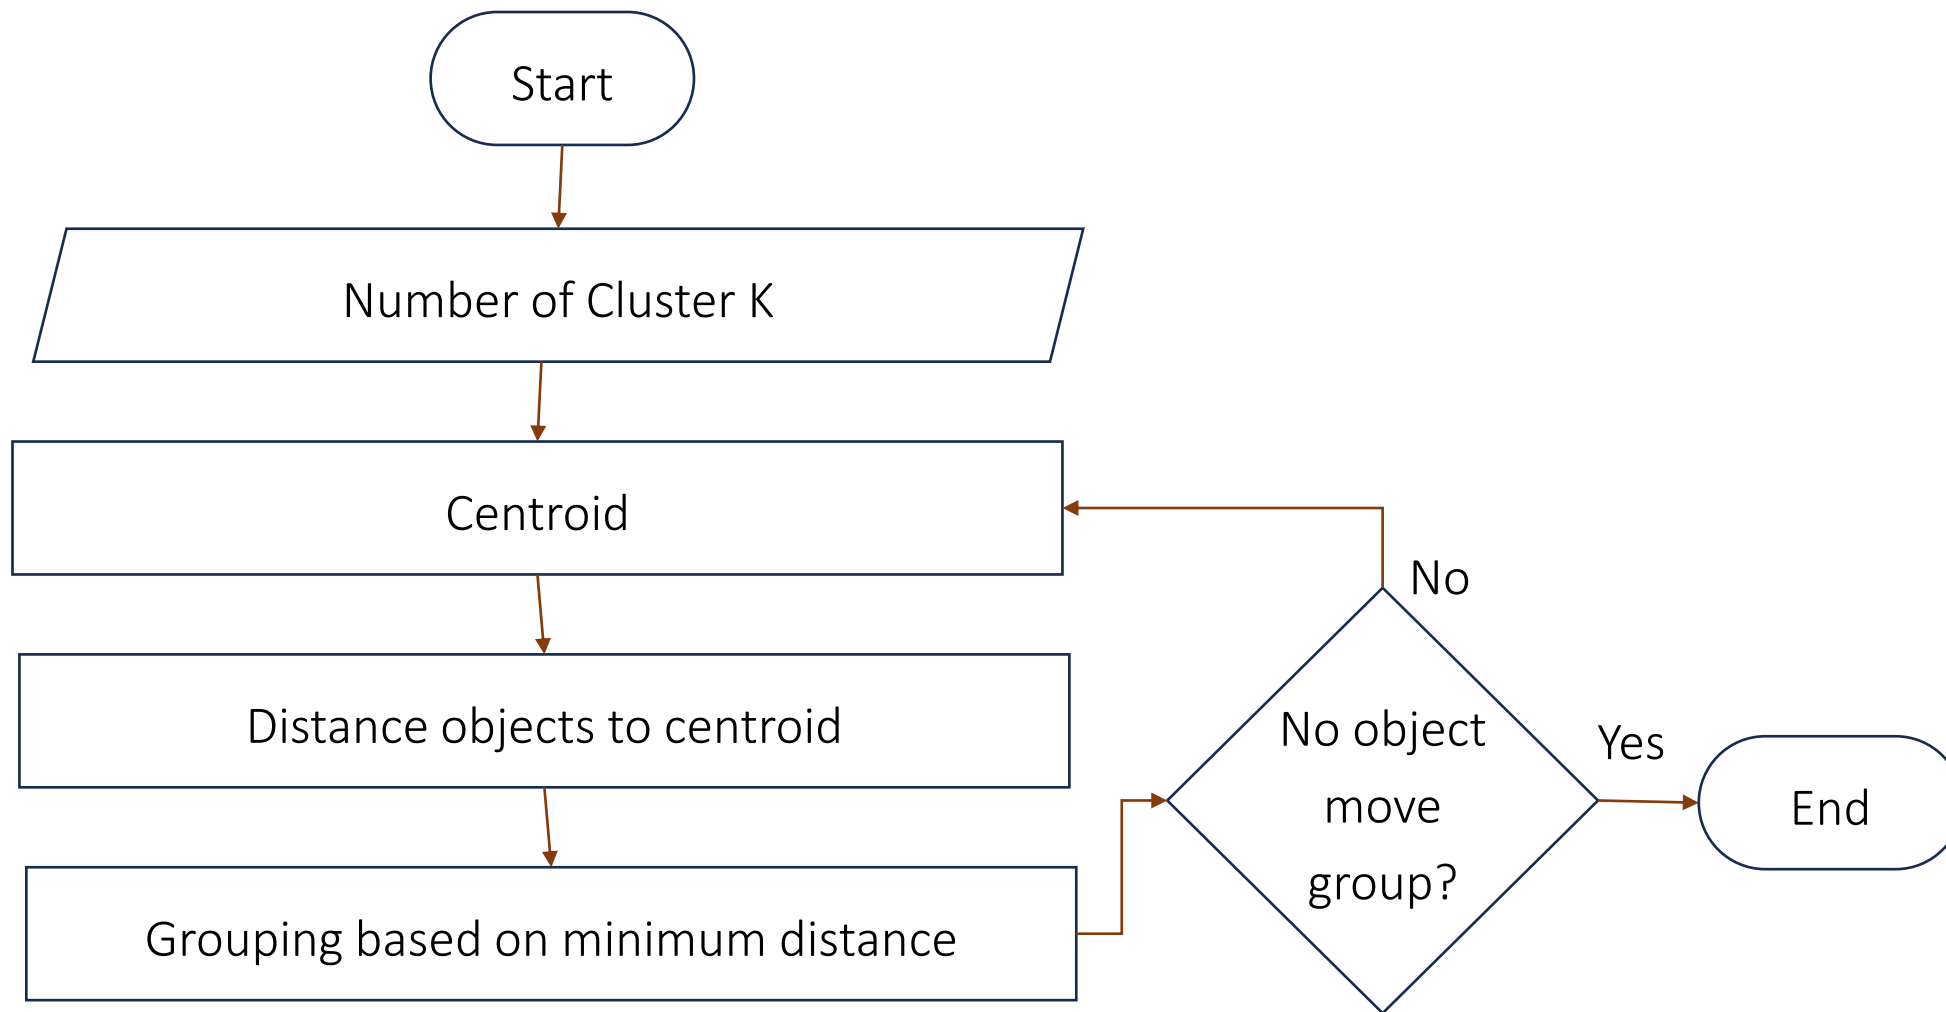 Start
Number of Cluster K
Centroid
Distance objects to centroid
Grouping based on minimum distance
No
No object
move
group?
Yes
End